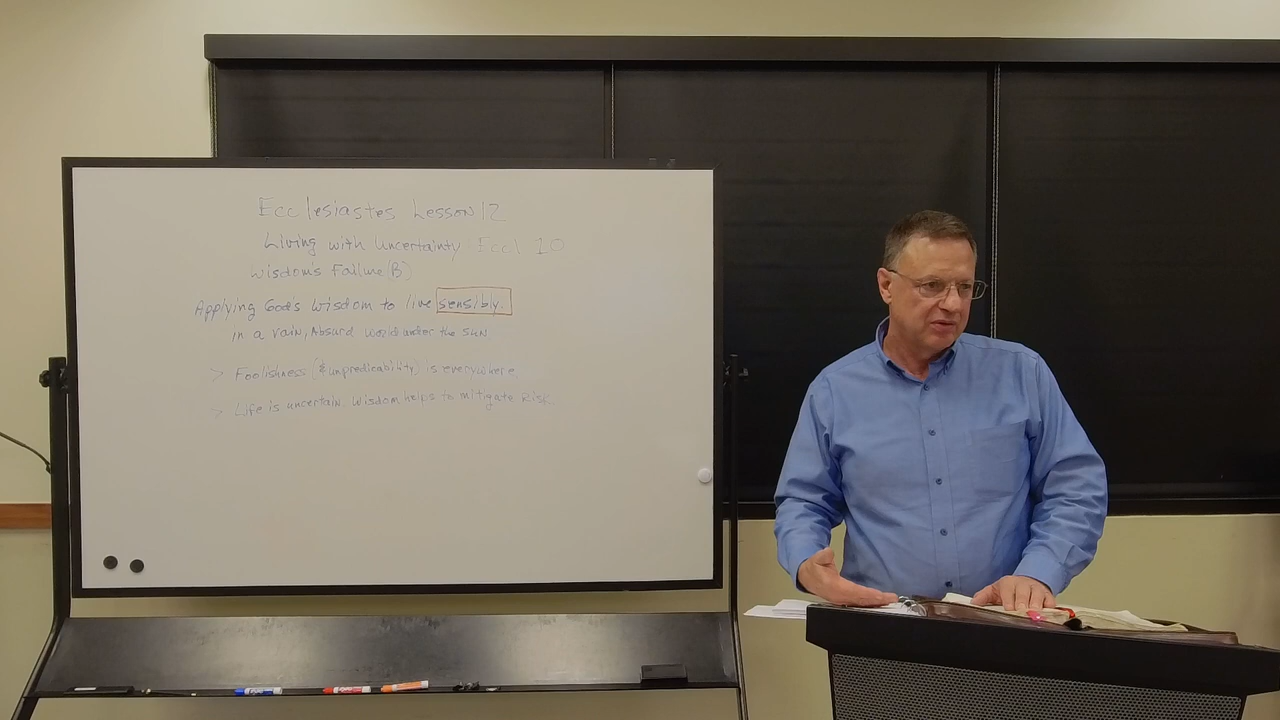 Ecclesiastes Lesson 12
Living with Uncertainty Eccl 10
Wisdom's Failure (B)
Applying God's Wisdom to live sensibly.
in a vain, Absurd World under the SUN
> Foolishness (& unpredicability) is everywhere
> Life is uncertain. Wisdom helps to mitigate Risk.